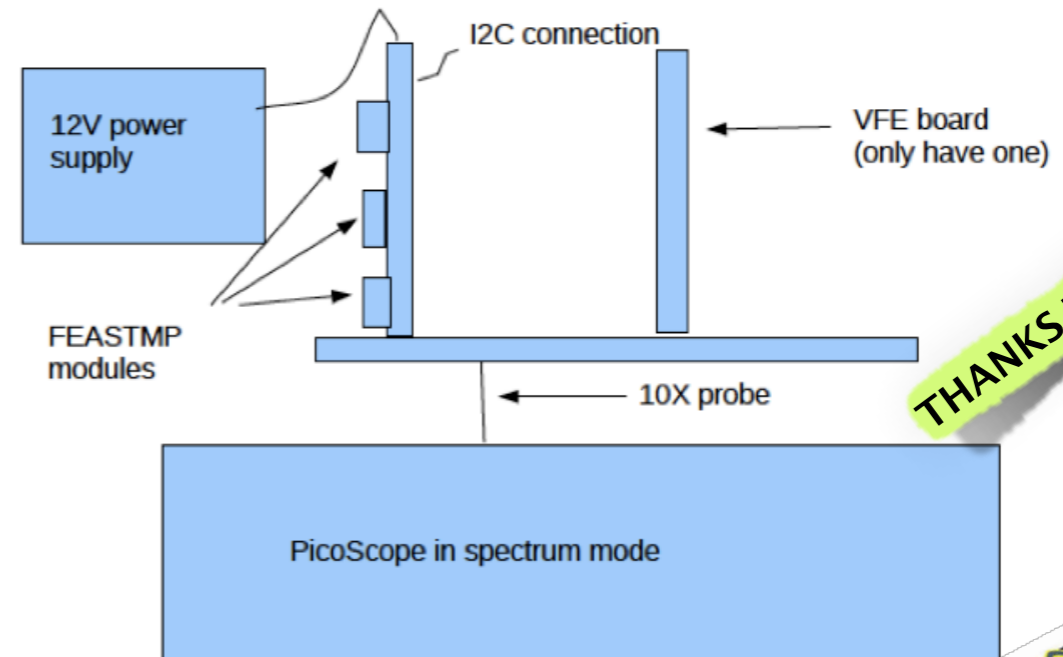 I2C connection
12V power
supply
VFE board
(only have one)
THANKS
FEASTMP
modules
10X probe
PicoScope in spectrum mode